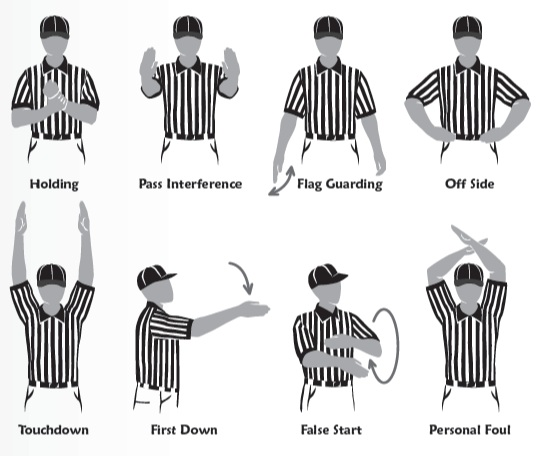 Holding
Pass Interference
Flag Guarding
Off Side
Touchdown
First Down
False Start
Personal Foul